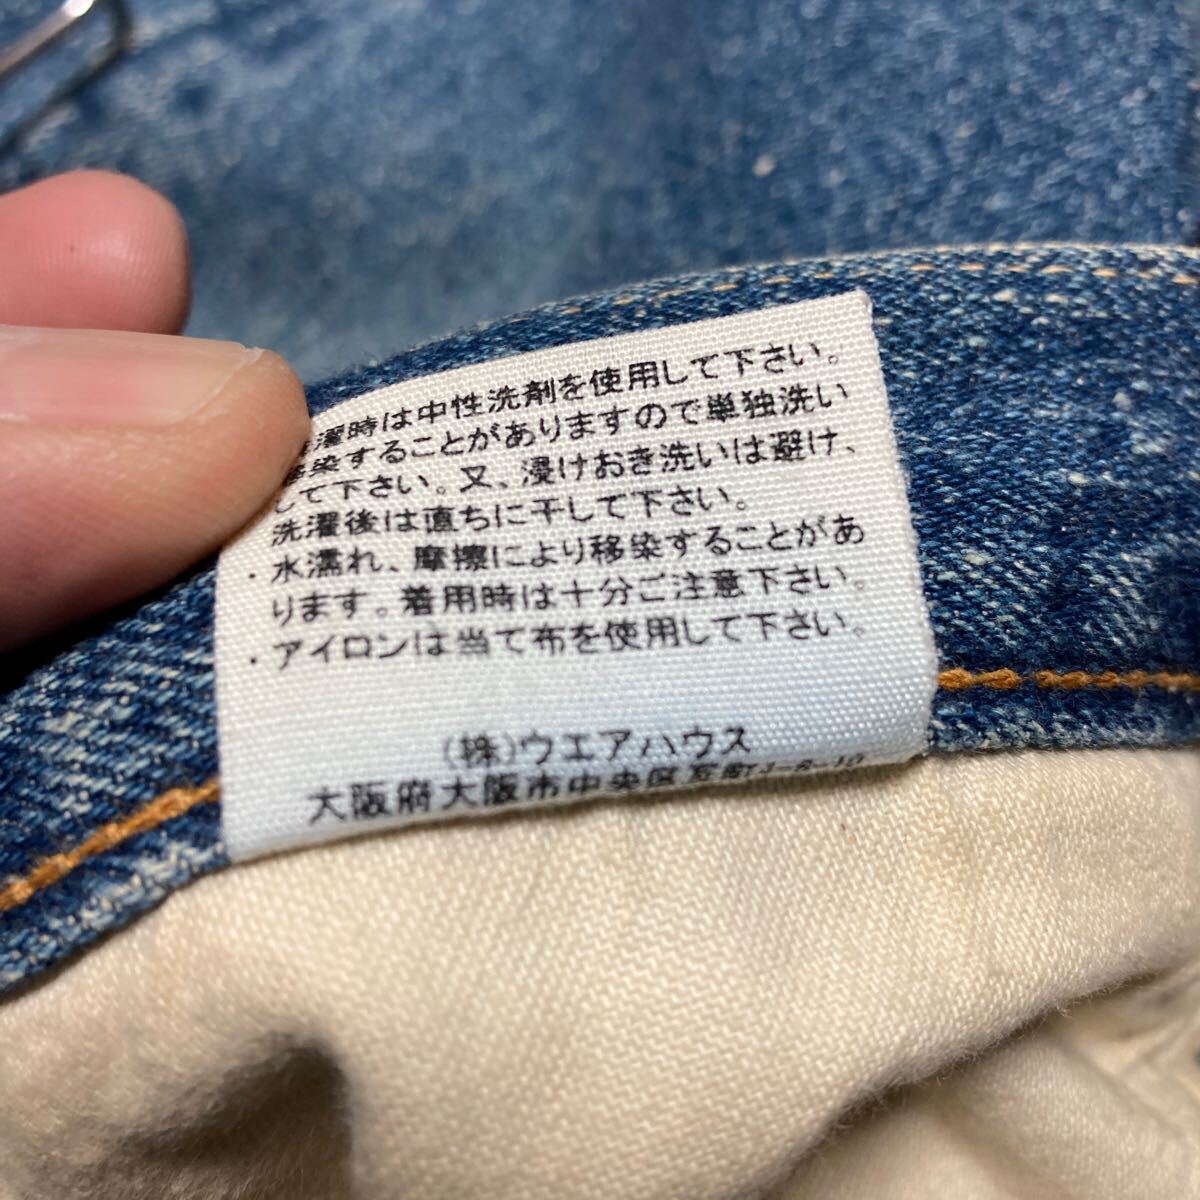 濯時は中性洗剤を使用して下さい。
染することがありますので単独洗い
して下さい。又、浸けおき洗いは避け、
洗濯後は直ちに干して下さい。
・水濡れ、摩擦により移染することがあ
ります。着用時は十分ご注意下さい。
・アイロンは当て布を使用して下さい。
(株)ウエアハウス
大阪府大阪市中央区瓦町